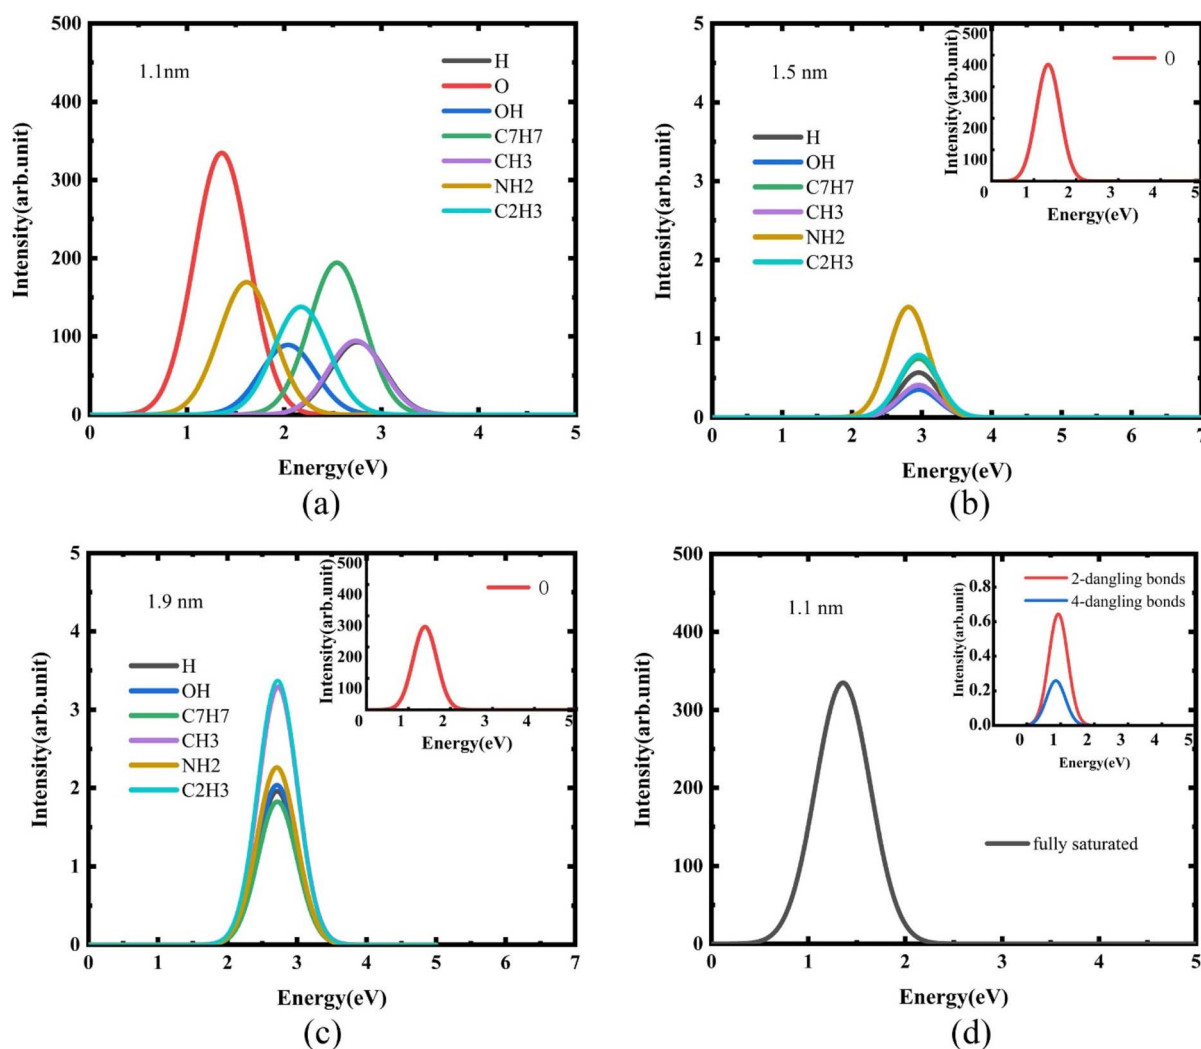 500
400
300
200
100
0
Intensity(arb.unit)
1.1nm
H
O
OH
C7H7
CH3
NH2
C2H3
0 1 2 3 4 5
Energy(eV)
(a)
5
4
3
2
1
0
Intensity(arb.unit)
1.5 nm
H
OH
C7H7
CH3
NH2
C2H3
0 1 2 3 4 5 6 7
Energy(eV)
500
400
300
200
100
Intensity(arb.unit)
O
0 1 2 3 4 5
Energy(eV)
(b)
5
4
3
2
1
0
Intensity(arb.unit)
1.9 nm
H
OH
C7H7
CH3
NH2
C2H3
0 1 2 3 4 5 6 7
Energy(eV)
500
400
300
200
100
Intensity(arb.unit)
O
0 1 2 3 4 5
Energy(eV)
(c)
500
400
300
200
100
0
Intensity(arb.unit)
1.1 nm
fully saturated
0 1 2 3 4 5
Energy(eV)
0.8
0.6
0.4
0.2
0.0
Intensity(arb.unit)
2-dangling bonds
4-dangling bonds
0 1 2 3 4 5
Energy(eV)
(d)